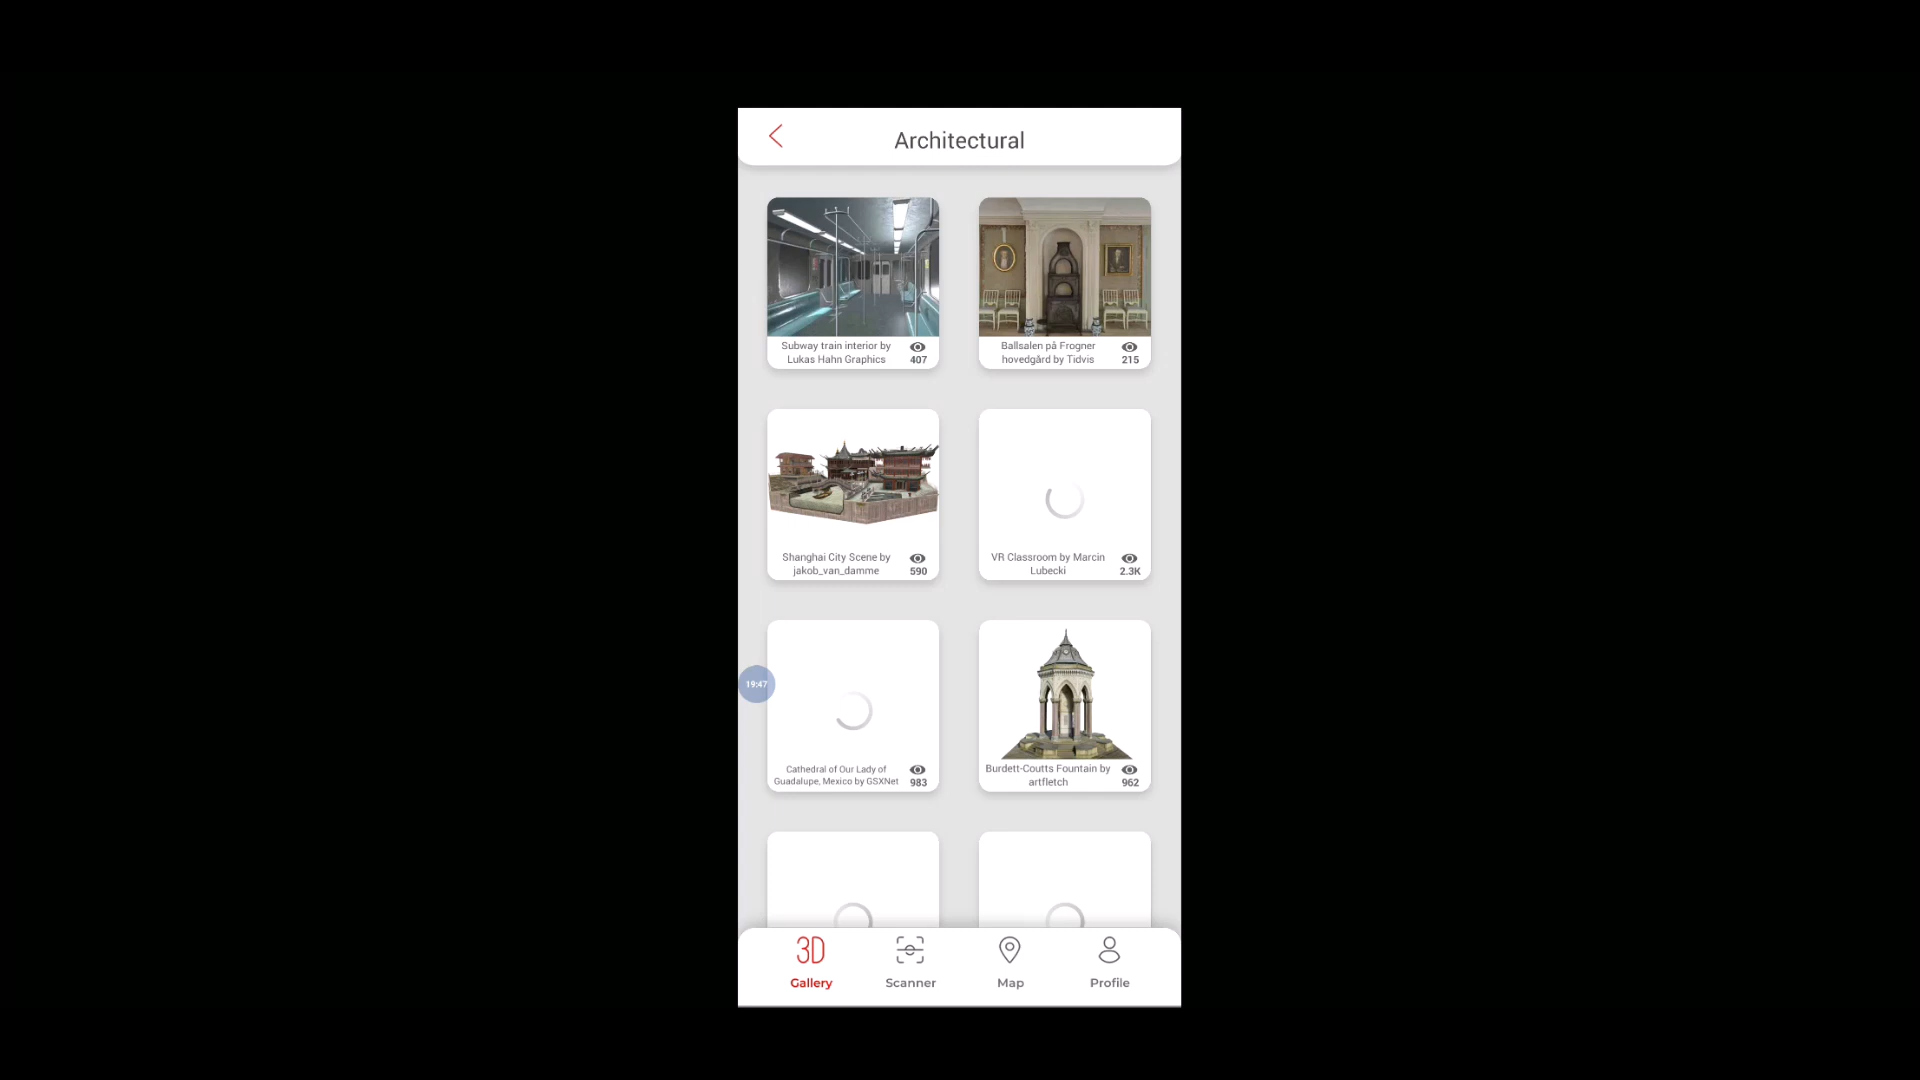 Architectural
Subway train interior by
Lukas Hahn Graphics
407
Ballsalen på Frogner
hovedgård by Tidvis
215
Shanghai City Scene by
jakob_van_damme
590
VR Classroom by Marcin
Lubecki
2.3K
19:47
Cathedral of Our Lady of
Guadalupe, Mexico by GSXNet
983
Burdett-Coutts Fountain by
artfletch
962
3D
Gallery
Scanner
Map
Profile